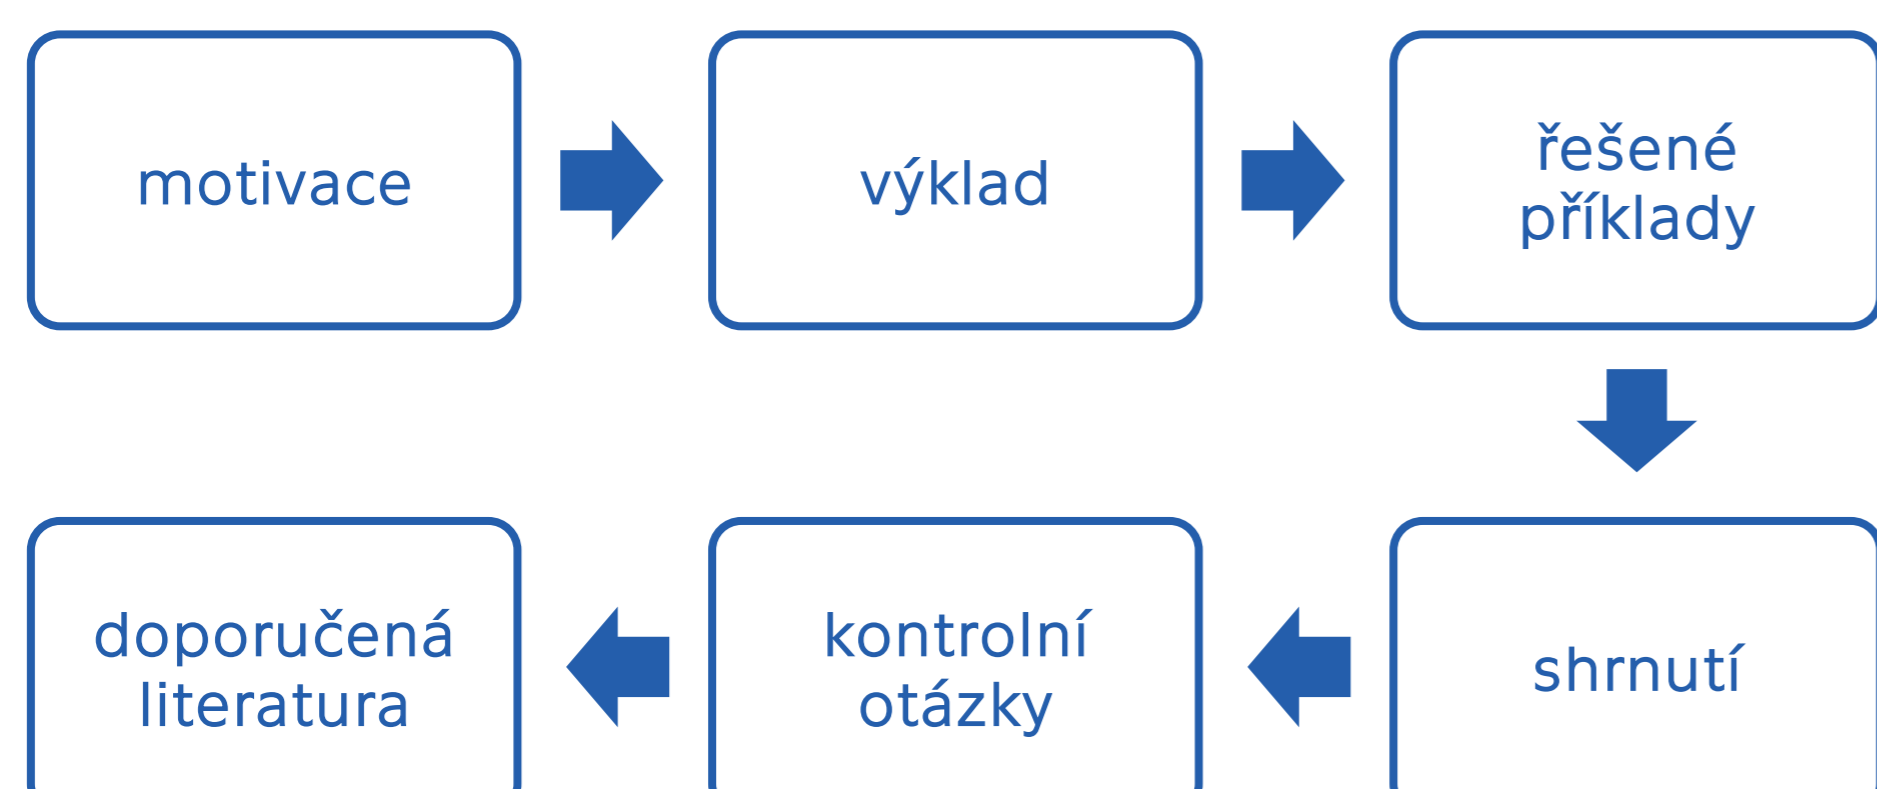 motivace
výklad
řešené
příklady
shrnutí
kontrolní
otázky
doporučená
literatura